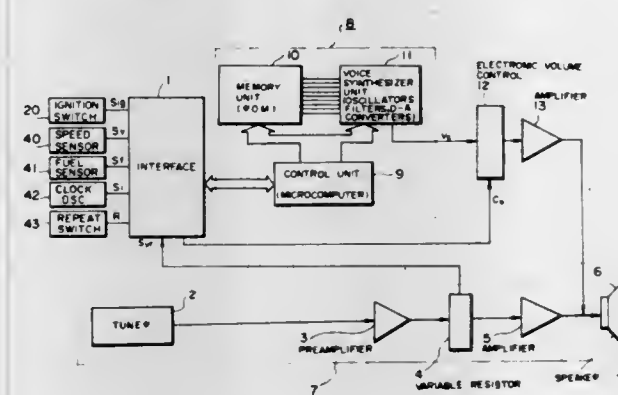 8
10
11
1
MEMORY
UNIT
(ROM)
VOICE
SYNTHESIZER
UNIT
(OSCILLATORS
FILTERS, D-A
CONVERTERS)
ELECTRONIC VOLUME
CONTROL
12
AMPLIFIER
13
20
IGNITION
SWITCH
Sig
40
SPEED
SENSOR
Sv
41
FUEL
SENSOR
Sf
42
CLOCK
OSC
43
REPEAT
SWITCH
R
INTERFACE
CONTROL UNIT
(MICROCOMPUTER)
9
Vs
Cv
Svr
6
2
TUNER
3
PREAMPLIFIER
4
VARIABLE RESISTOR
5
AMPLIFIER
7
SPEAKER